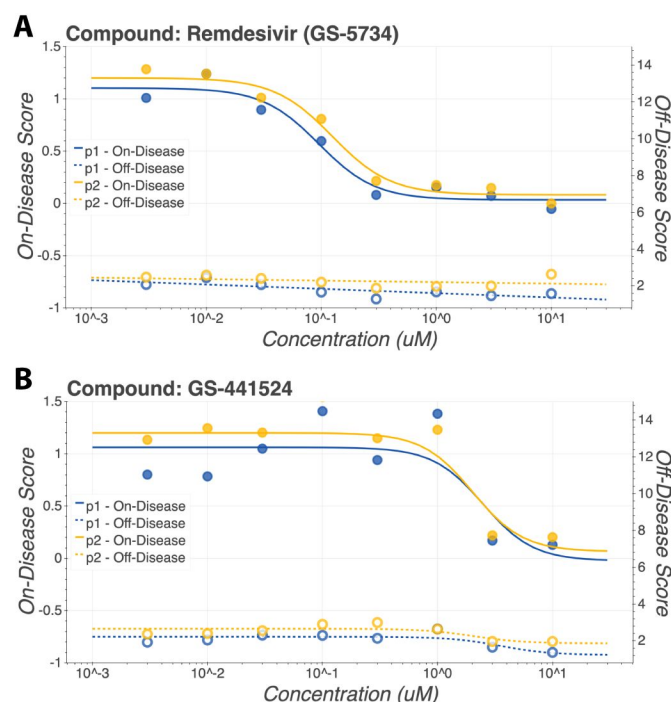 A
Compound: Remdesivir (GS-5734)
1.5
1
0.5
0
-0.5
-1
On-Disease Score
14
12
10
8
6
4
2
Off-Disease Score
p1 - On-Disease
p1 - Off-Disease
p2 - On-Disease
p2 - Off-Disease
10^-3
10^-2
10^-1
10^0
10^1
Concentration (uM)
B
Compound: GS-441524
1.5
1
0.5
0
-0.5
-1
On-Disease Score
14
12
10
8
6
4
2
Off-Disease Score
p1 - On-Disease
p1 - Off-Disease
p2 - On-Disease
p2 - Off-Disease
10^-3
10^-2
10^-1
10^0
10^1
Concentration (uM)